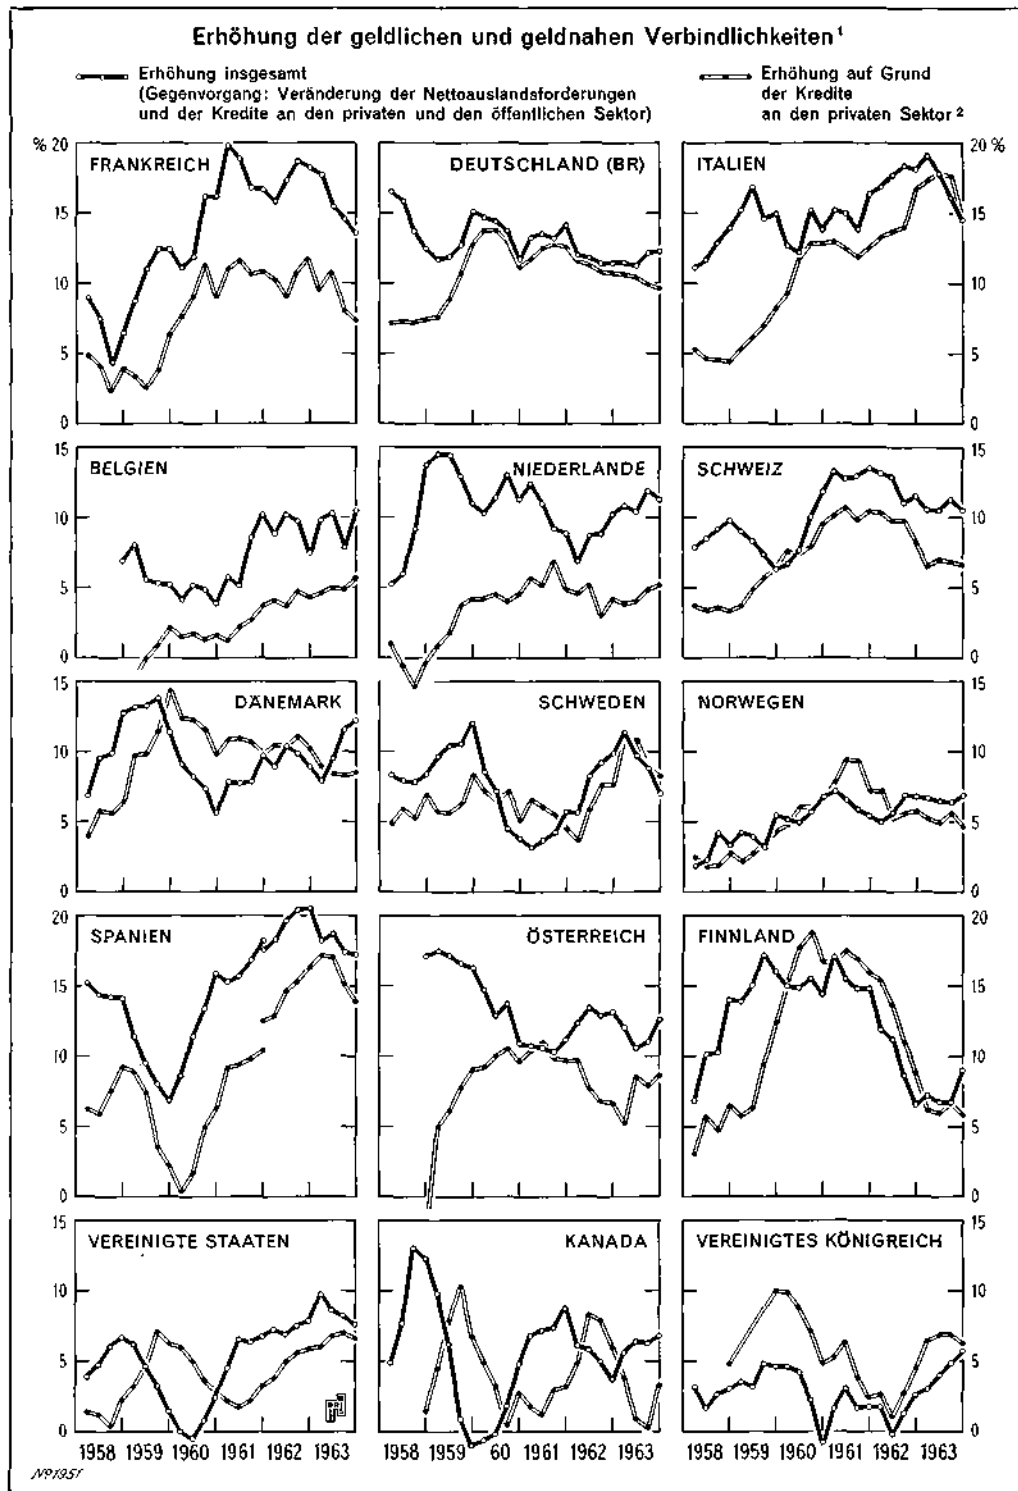 Erhöhung der geldlichen und geldnahen Verbindlichkeiten¹
Erhöhung insgesamt
(Gegenvorgang: Veränderung der Nettoauslandsforderungen
und der Kredite an den privaten und den öffentlichen Sektor)
Erhöhung auf Grund
der Kredite
an den privaten Sektor²
% 20
15
10
5
0
FRANKREICH
DEUTSCHLAND (BR)
ITALIEN
20 %
15
10
5
0
15
10
5
0
BELGIEN
NIEDERLANDE
SCHWEIZ
15
10
5
0
15
10
5
0
DÄNEMARK
SCHWEDEN
NORWEGEN
15
10
5
0
20
15
10
5
0
SPANIEN
ÖSTERREICH
FINNLAND
20
15
10
5
0
15
10
5
0
VEREINIGTE STAATEN
KANADA
VEREINIGTES KÖNIGREICH
15
10
5
0
1958 1959 1960 1961 1962 1963
1958 1959 60 1961 1962 1963
1958 1959 1960 1961 1962 1963
Nº1951